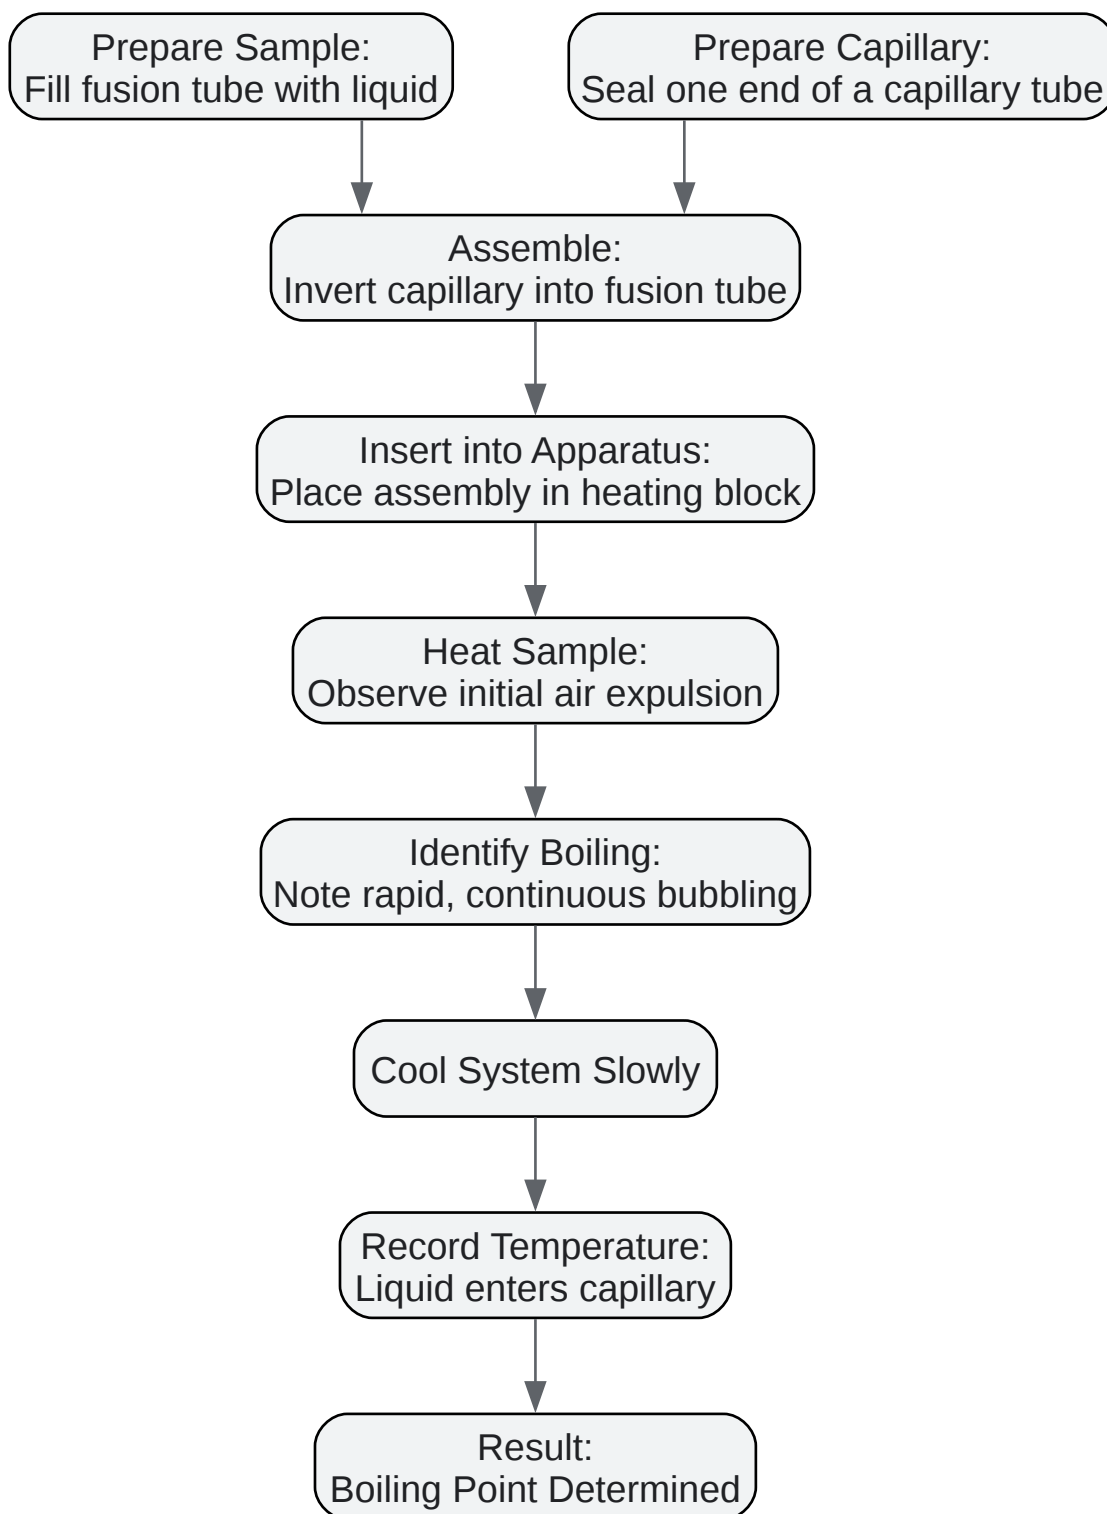 Prepare Sample:
Fill fusion tube with liquid
Prepare Capillary:
Seal one end of a capillary tube
Assemble:
Invert capillary into fusion tube
Insert into Apparatus:
Place assembly in heating block
Heat Sample:
Observe initial air expulsion
Identify Boiling:
Note rapid, continuous bubbling
Cool System Slowly
Record Temperature:
Liquid enters capillary
Result:
Boiling Point Determined